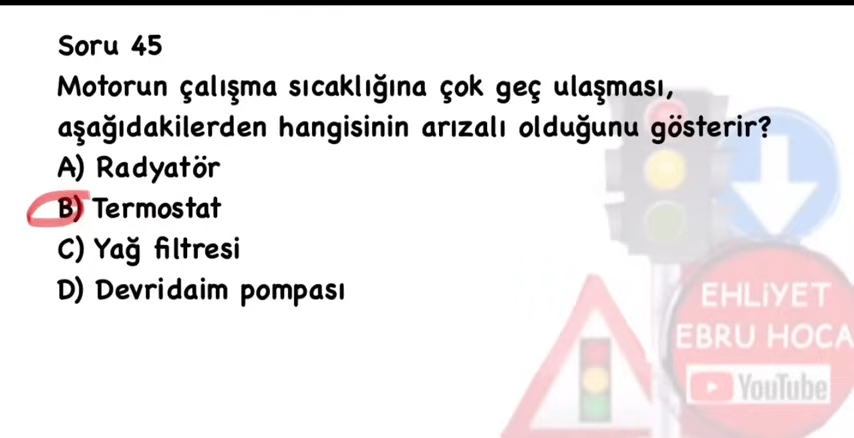 Soru 45
Motorun çalışma sıcaklığına çok geç ulaşması,
aşağıdakilerden hangisinin arızalı olduğunu gösterir?
A) Radyatör
B) Termostat
C) Yağ filtresi
D) Devridaim pompası
EHLİYET
EBRU HOCA
YouTube